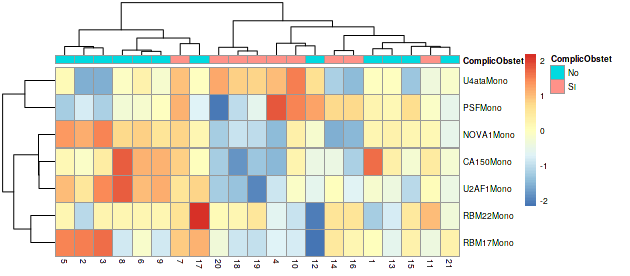 ComplicObstet
U4ataMono
PSFMono
NOVA1Mono
CA150Mono
U2AF1Mono
RBM22Mono
RBM17Mono
5 2 3 8 6 9 7 17 20 18 19 4 10 12 14 16 1 13 15 11 21
2
1
0
-1
-2
ComplicObstet
No
Si